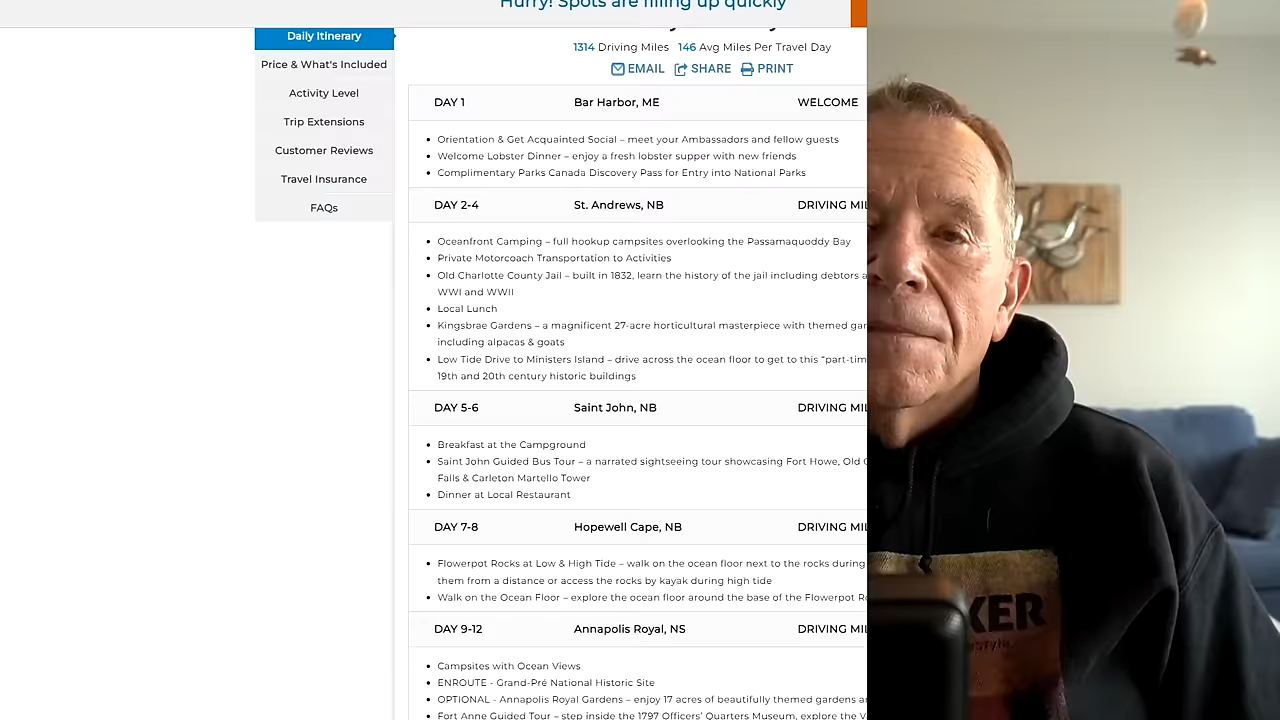 Hurry! Spots are filling up quickly
Daily Itinerary
Price & What's Included
Activity Level
Trip Extensions
Customer Reviews
Travel Insurance
FAQs
1314 Driving Miles 146 Avg Miles Per Travel Day
EMAIL SHARE PRINT
DAY 1 Bar Harbor, ME WELCOME
Orientation & Get Acquainted Social – meet your Ambassadors and fellow guests
Welcome Lobster Dinner – enjoy a fresh lobster supper with new friends
Complimentary Parks Canada Discovery Pass for Entry into National Parks
DAY 2-4 St. Andrews, NB DRIVING MIL
Oceanfront Camping – full hookup campsites overlooking the Passamaquoddy Bay
Private Motorcoach Transportation to Activities
Old Charlotte County Jail – built in 1832, learn the history of the jail including debtors a
WWI and WWII
Local Lunch
Kingsbrae Gardens – a magnificent 27-acre horticultural masterpiece with themed gar
including alpacas & goats
Low Tide Drive to Ministers Island – drive across the ocean floor to get to this "part-tim
19th and 20th century historic buildings
DAY 5-6 Saint John, NB DRIVING MIL
Breakfast at the Campground
Saint John Guided Bus Tour – a narrated sightseeing tour showcasing Fort Howe, Old C
Falls & Carleton Martello Tower
Dinner at Local Restaurant
DAY 7-8 Hopewell Cape, NB DRIVING MIL
Flowerpot Rocks at Low & High Tide – walk on the ocean floor next to the rocks during
them from a distance or access the rocks by kayak during high tide
Walk on the Ocean Floor – explore the ocean floor around the base of the Flowerpot Ro
DAY 9-12 Annapolis Royal, NS DRIVING MIL
Campsites with Ocean Views
ENROUTE - Grand-Pré National Historic Site
OPTIONAL - Annapolis Royal Gardens – enjoy 17 acres of beautifully themed gardens a
Fort Anne Guided Tour – step inside the 1797 Officers' Quarters Museum, explore the V
KER